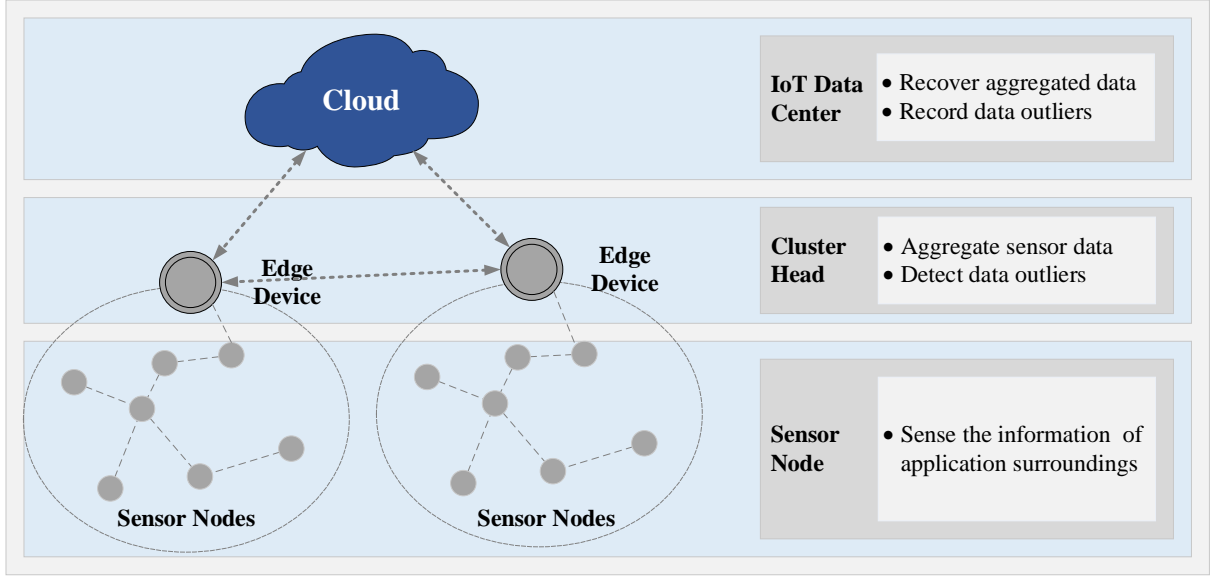 Cloud
IoT Data
Center
• Recover aggregated data
• Record data outliers
Edge
Device
Edge
Device
Cluster
Head
• Aggregate sensor data
• Detect data outliers
Sensor Nodes
Sensor Nodes
Sensor
Node
• Sense the information of
application surroundings